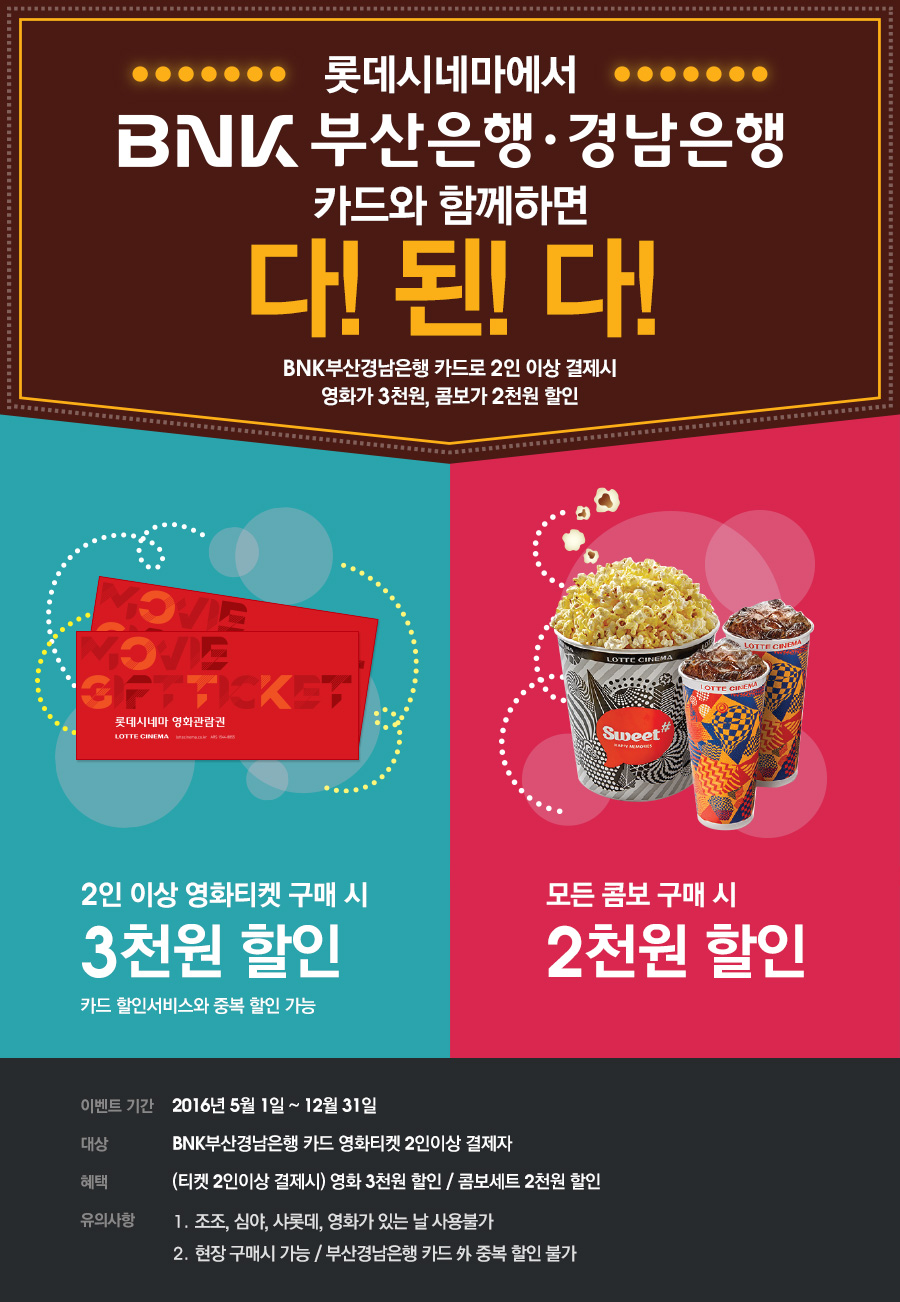 롯데시네마에서
BNK 부산은행·경남은행
카드와 함께하면
다! 된! 다!
BNK부산경남은행 카드로 2인 이상 결제시
영화가 3천원, 콤보가 2천원 할인
MOVIE
MOVIE
GIFT TICKET
롯데시네마 영화관람권
LOTTE CINEMA
LOTTE CINEMA
LOTTE CINEMA
LOTTE CINEMA
Sweet#
HAPPY MEMORIES
2인 이상 영화티켓 구매 시
3천원 할인
카드 할인서비스와 중복 할인 가능
모든 콤보 구매 시
2천원 할인
이벤트 기간 2016년 5월 1일 ~ 12월 31일
대상 BNK부산경남은행 카드 영화티켓 2인이상 결제자
혜택 (티켓 2인이상 결제시) 영화 3천원 할인 / 콤보세트 2천원 할인
유의사항 1. 조조, 심야, 샤롯데, 영화가 있는 날 사용불가
2. 현장 구매시 가능 / 부산경남은행 카드 外 중복 할인 불가